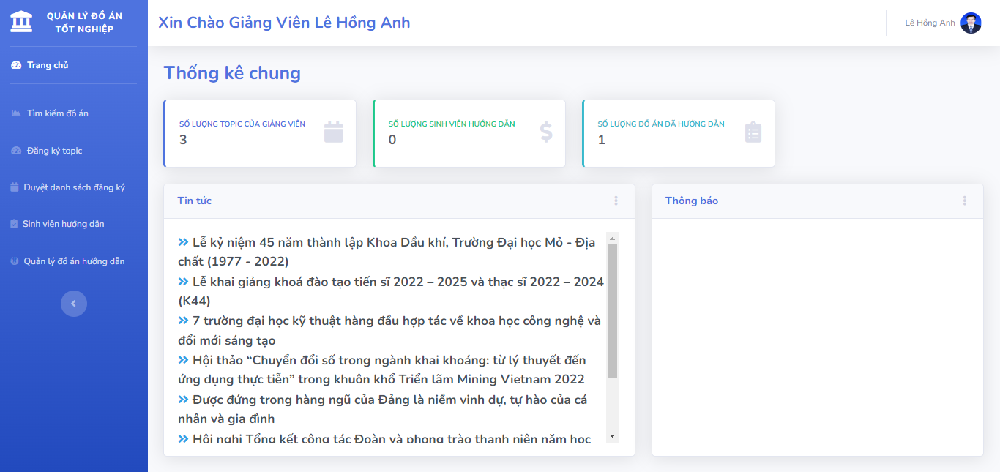 QUẢN LÝ ĐỒ ÁN
TỐT NGHIỆP
Xin Chào Giảng Viên Lê Hồng Anh
Lê Hồng Anh
Trang chủ
Tìm kiếm đồ án
Đăng ký topic
Duyệt danh sách đăng ký
Sinh viên hướng dẫn
Quản lý đồ án hướng dẫn
Thống kê chung
SỐ LƯỢNG TOPIC CỦA GIẢNG VIÊN
3
SỐ LƯỢNG SINH VIÊN HƯỚNG DẪN
0
SỐ LƯỢNG ĐỒ ÁN ĐÃ HƯỚNG DẪN
1
Tin tức
Lễ kỷ niệm 45 năm thành lập Khoa Dầu khí, Trường Đại học Mỏ - Địa
chất (1977 - 2022)
Lễ khai giảng khoá đào tạo tiến sĩ 2022 – 2025 và thạc sĩ 2022 – 2024
(K44)
7 trường đại học kỹ thuật hàng đầu hợp tác về khoa học công nghệ và
đổi mới sáng tạo
Hội thảo “Chuyển đổi số trong ngành khai khoáng: từ lý thuyết đến
ứng dụng thực tiễn” trong khuôn khổ Triển lãm Mining Vietnam 2022
Được đứng trong hàng ngũ của Đảng là niềm vinh dự, tự hào của cá
nhân và gia đình
Hội nghị Tổng kết công tác Đoàn và phong trào thanh niên năm học
Thông báo